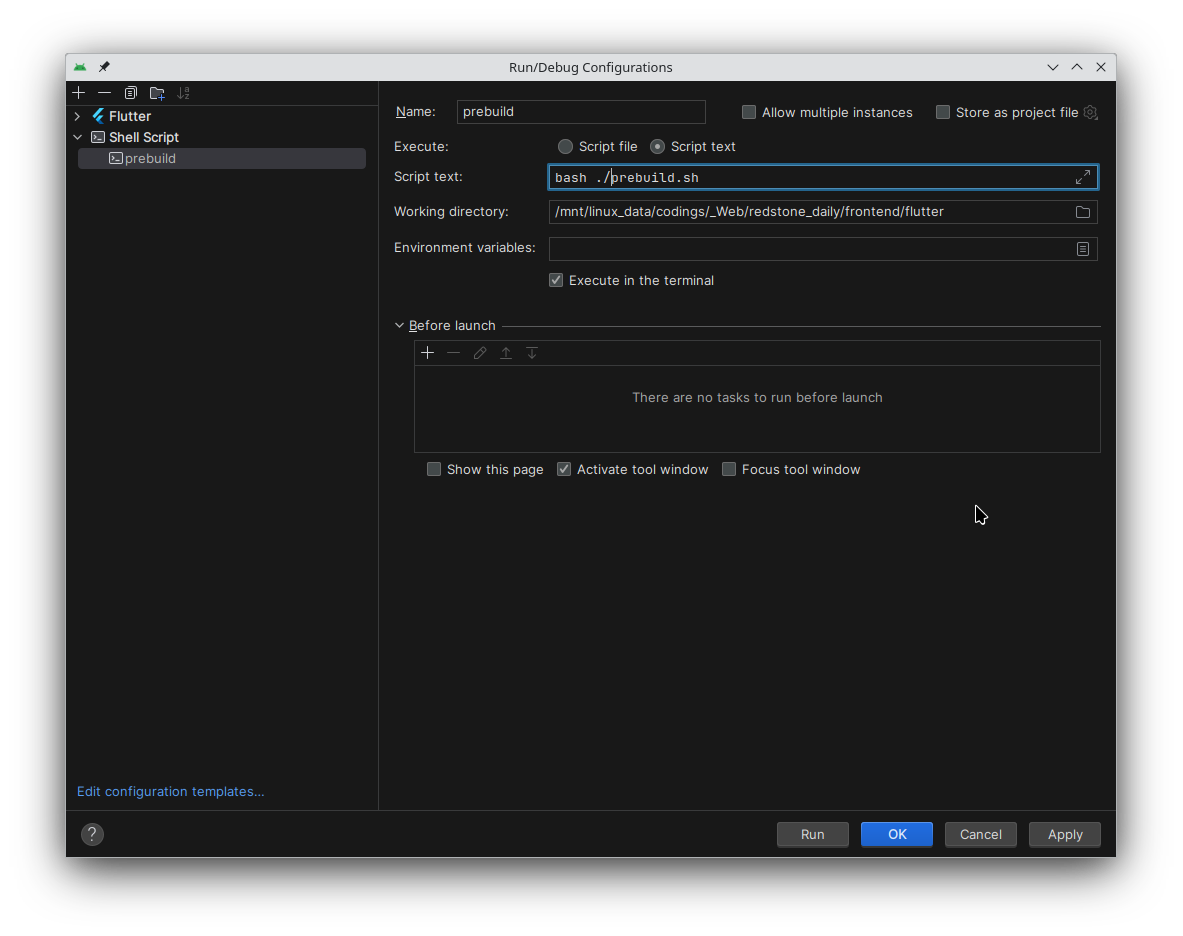 Run/Debug Configurations
Flutter
Shell Script
prebuild
Edit configuration templates...
Name: prebuild
Allow multiple instances
Store as project file
Execute: Script file Script text
Script text: bash ./prebuild.sh
Working directory: /mnt/linux_data/codings/_Web/redstone_daily/frontend/flutter
Environment variables:
Execute in the terminal
Before launch
There are no tasks to run before launch
Show this page Activate tool window Focus tool window
? Run OK Cancel Apply